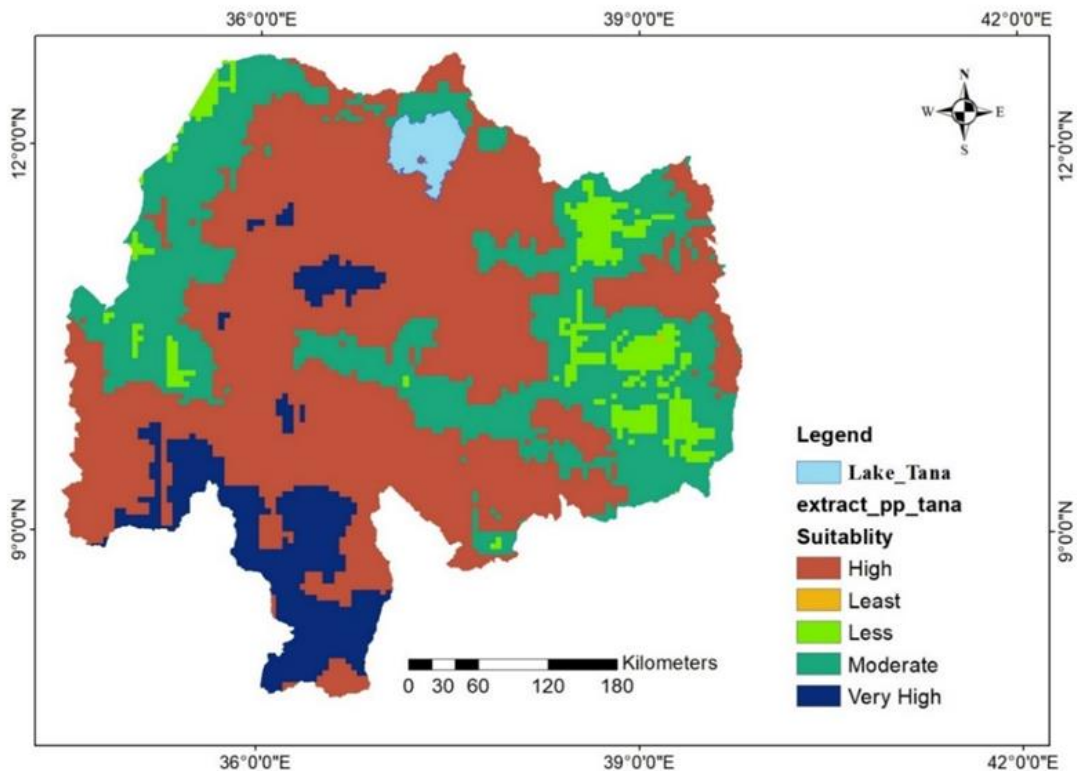 36°0'0"E 39°0'0"E 42°0'0"E
N
W E
S
12°0'0"N 12°0'0"N
Legend
Lake_Tana
extract_pp_tana
Suitablity
9°0'0"N 9°0'0"N
High
Least
Less
Moderate
Very High
Kilometers
0 30 60 120 180
36°0'0"E 39°0'0"E 42°0'0"E